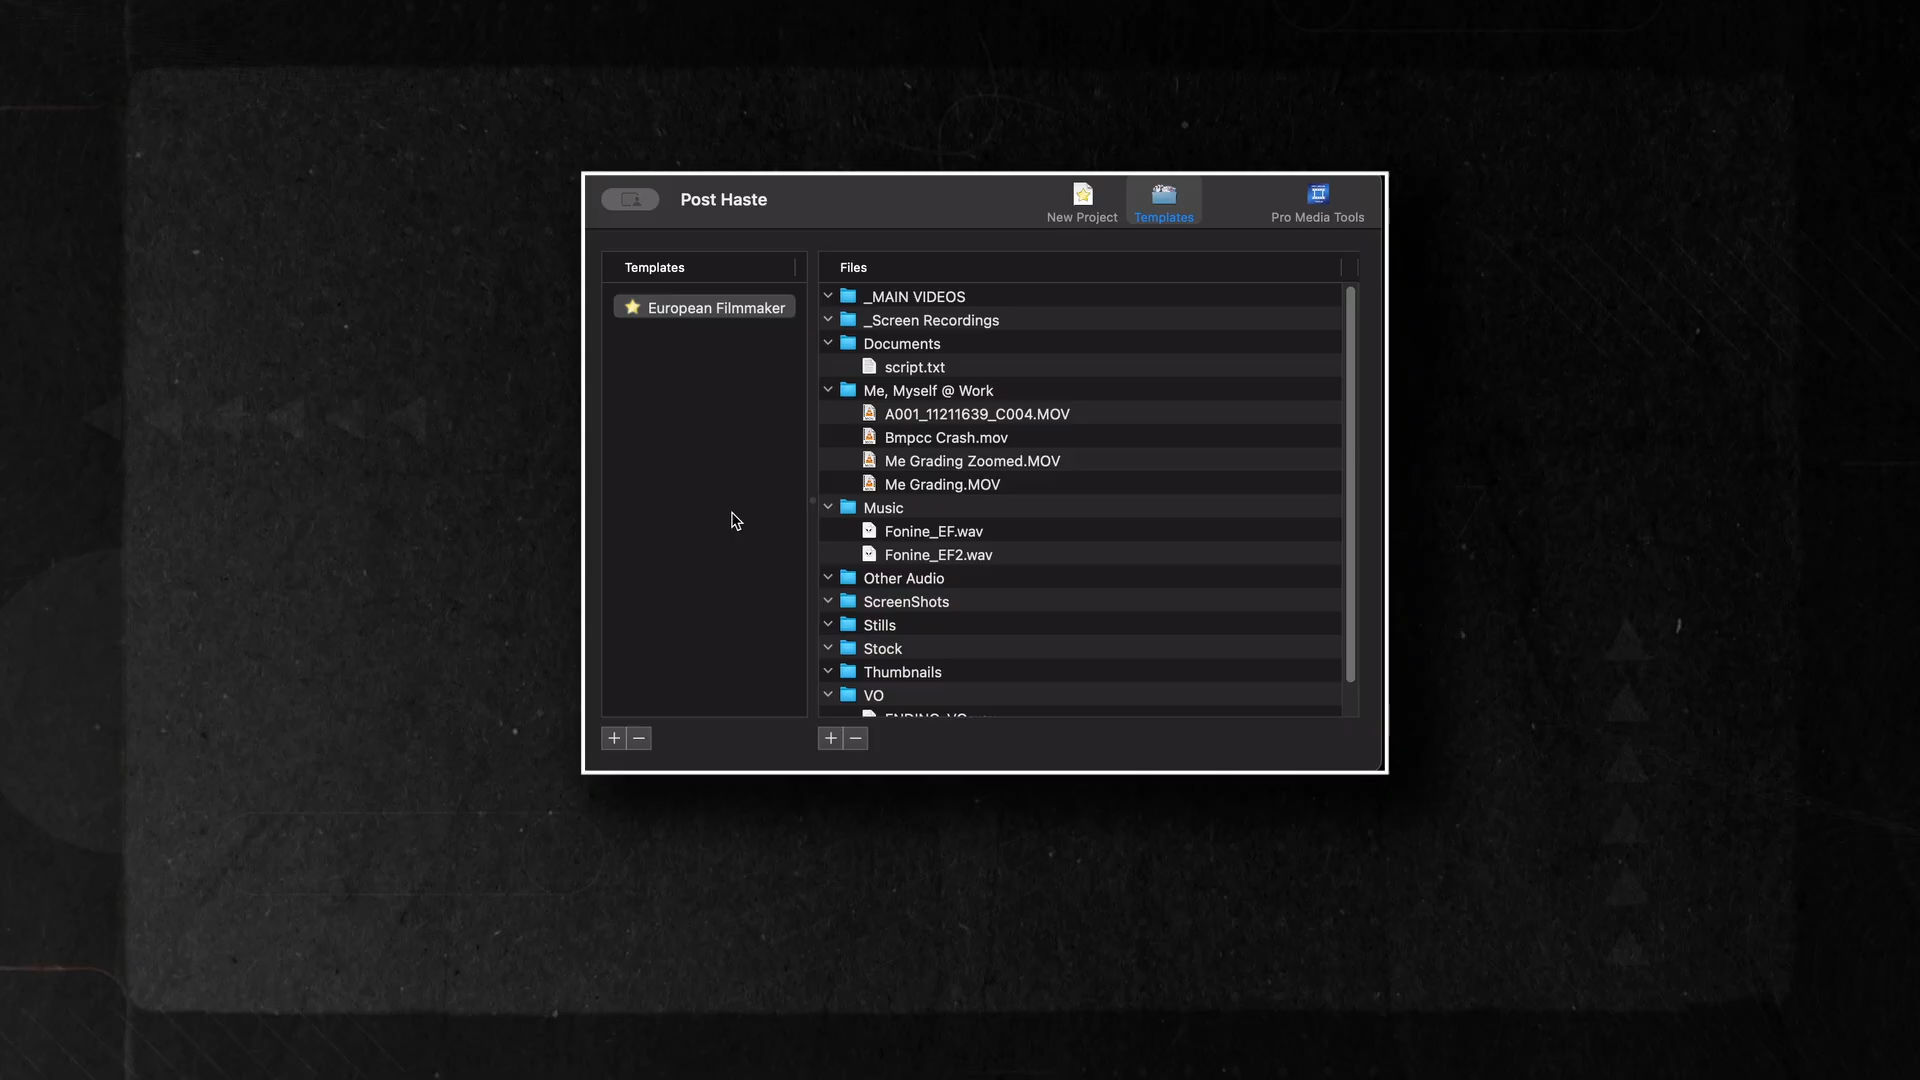 Post Haste
New Project
Templates
Pro Media Tools
Templates
Files
European Filmmaker
_MAIN VIDEOS
_Screen Recordings
Documents
script.txt
Me, Myself @ Work
A001_11211639_C004.MOV
Bmpcc Crash.mov
Me Grading Zoomed.MOV
Me Grading.MOV
Music
Fonine_EF.wav
Fonine_EF2.wav
Other Audio
ScreenShots
Stills
Stock
Thumbnails
VO